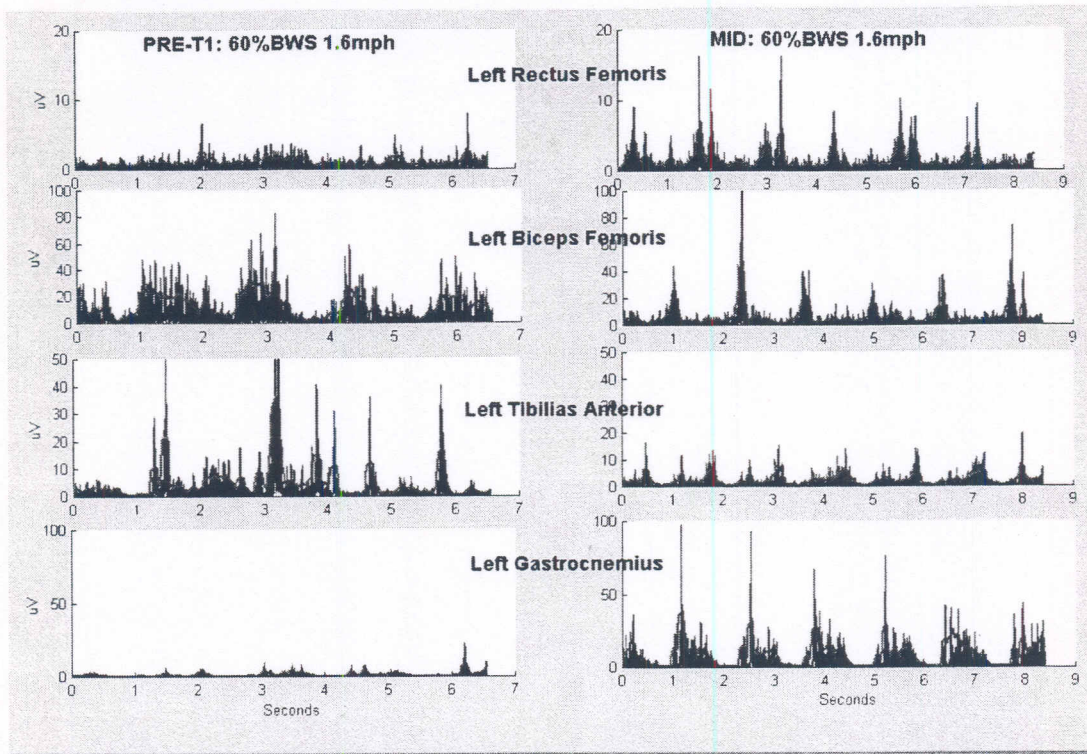 PRE-T1: 60%BWS 1.6mph
MID: 60%BWS 1.6mph
Left Rectus Femoris
uV
20
10
0
0 1 2 3 4 5 6 7
20
10
0
0 1 2 3 4 5 6 7 8 9
Left Biceps Femoris
uV
100
80
60
40
20
0
0 1 2 3 4 5 6 7
100
80
60
40
20
0
0 1 2 3 4 5 6 7 8 9
Left Tibilias Anterior
uV
50
40
30
20
10
0
0 1 2 3 4 5 6 7
50
40
30
20
10
0
0 1 2 3 4 5 6 7 8 9
Left Gastrocnemius
uV
100
50
0
0 1 2 3 4 5 6 7
Seconds
100
50
0
0 1 2 3 4 5 6 7 8 9
Seconds